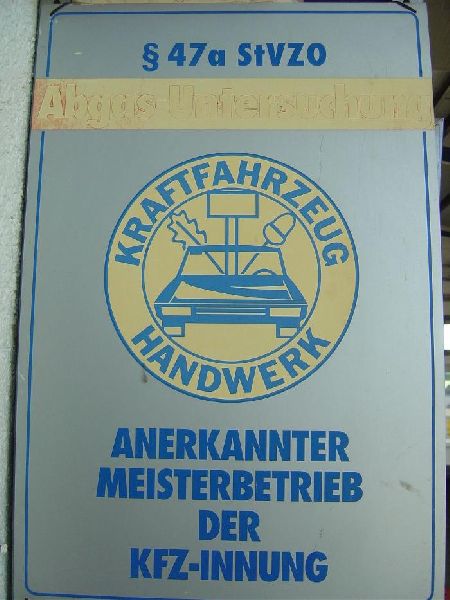 § 47a StVZO
Abgas-Untersuchung
KRAFTFAHRZEUG
HANDWERK
ANERKANNTER
MEISTERBETRIEB
DER
KFZ-INNUNG